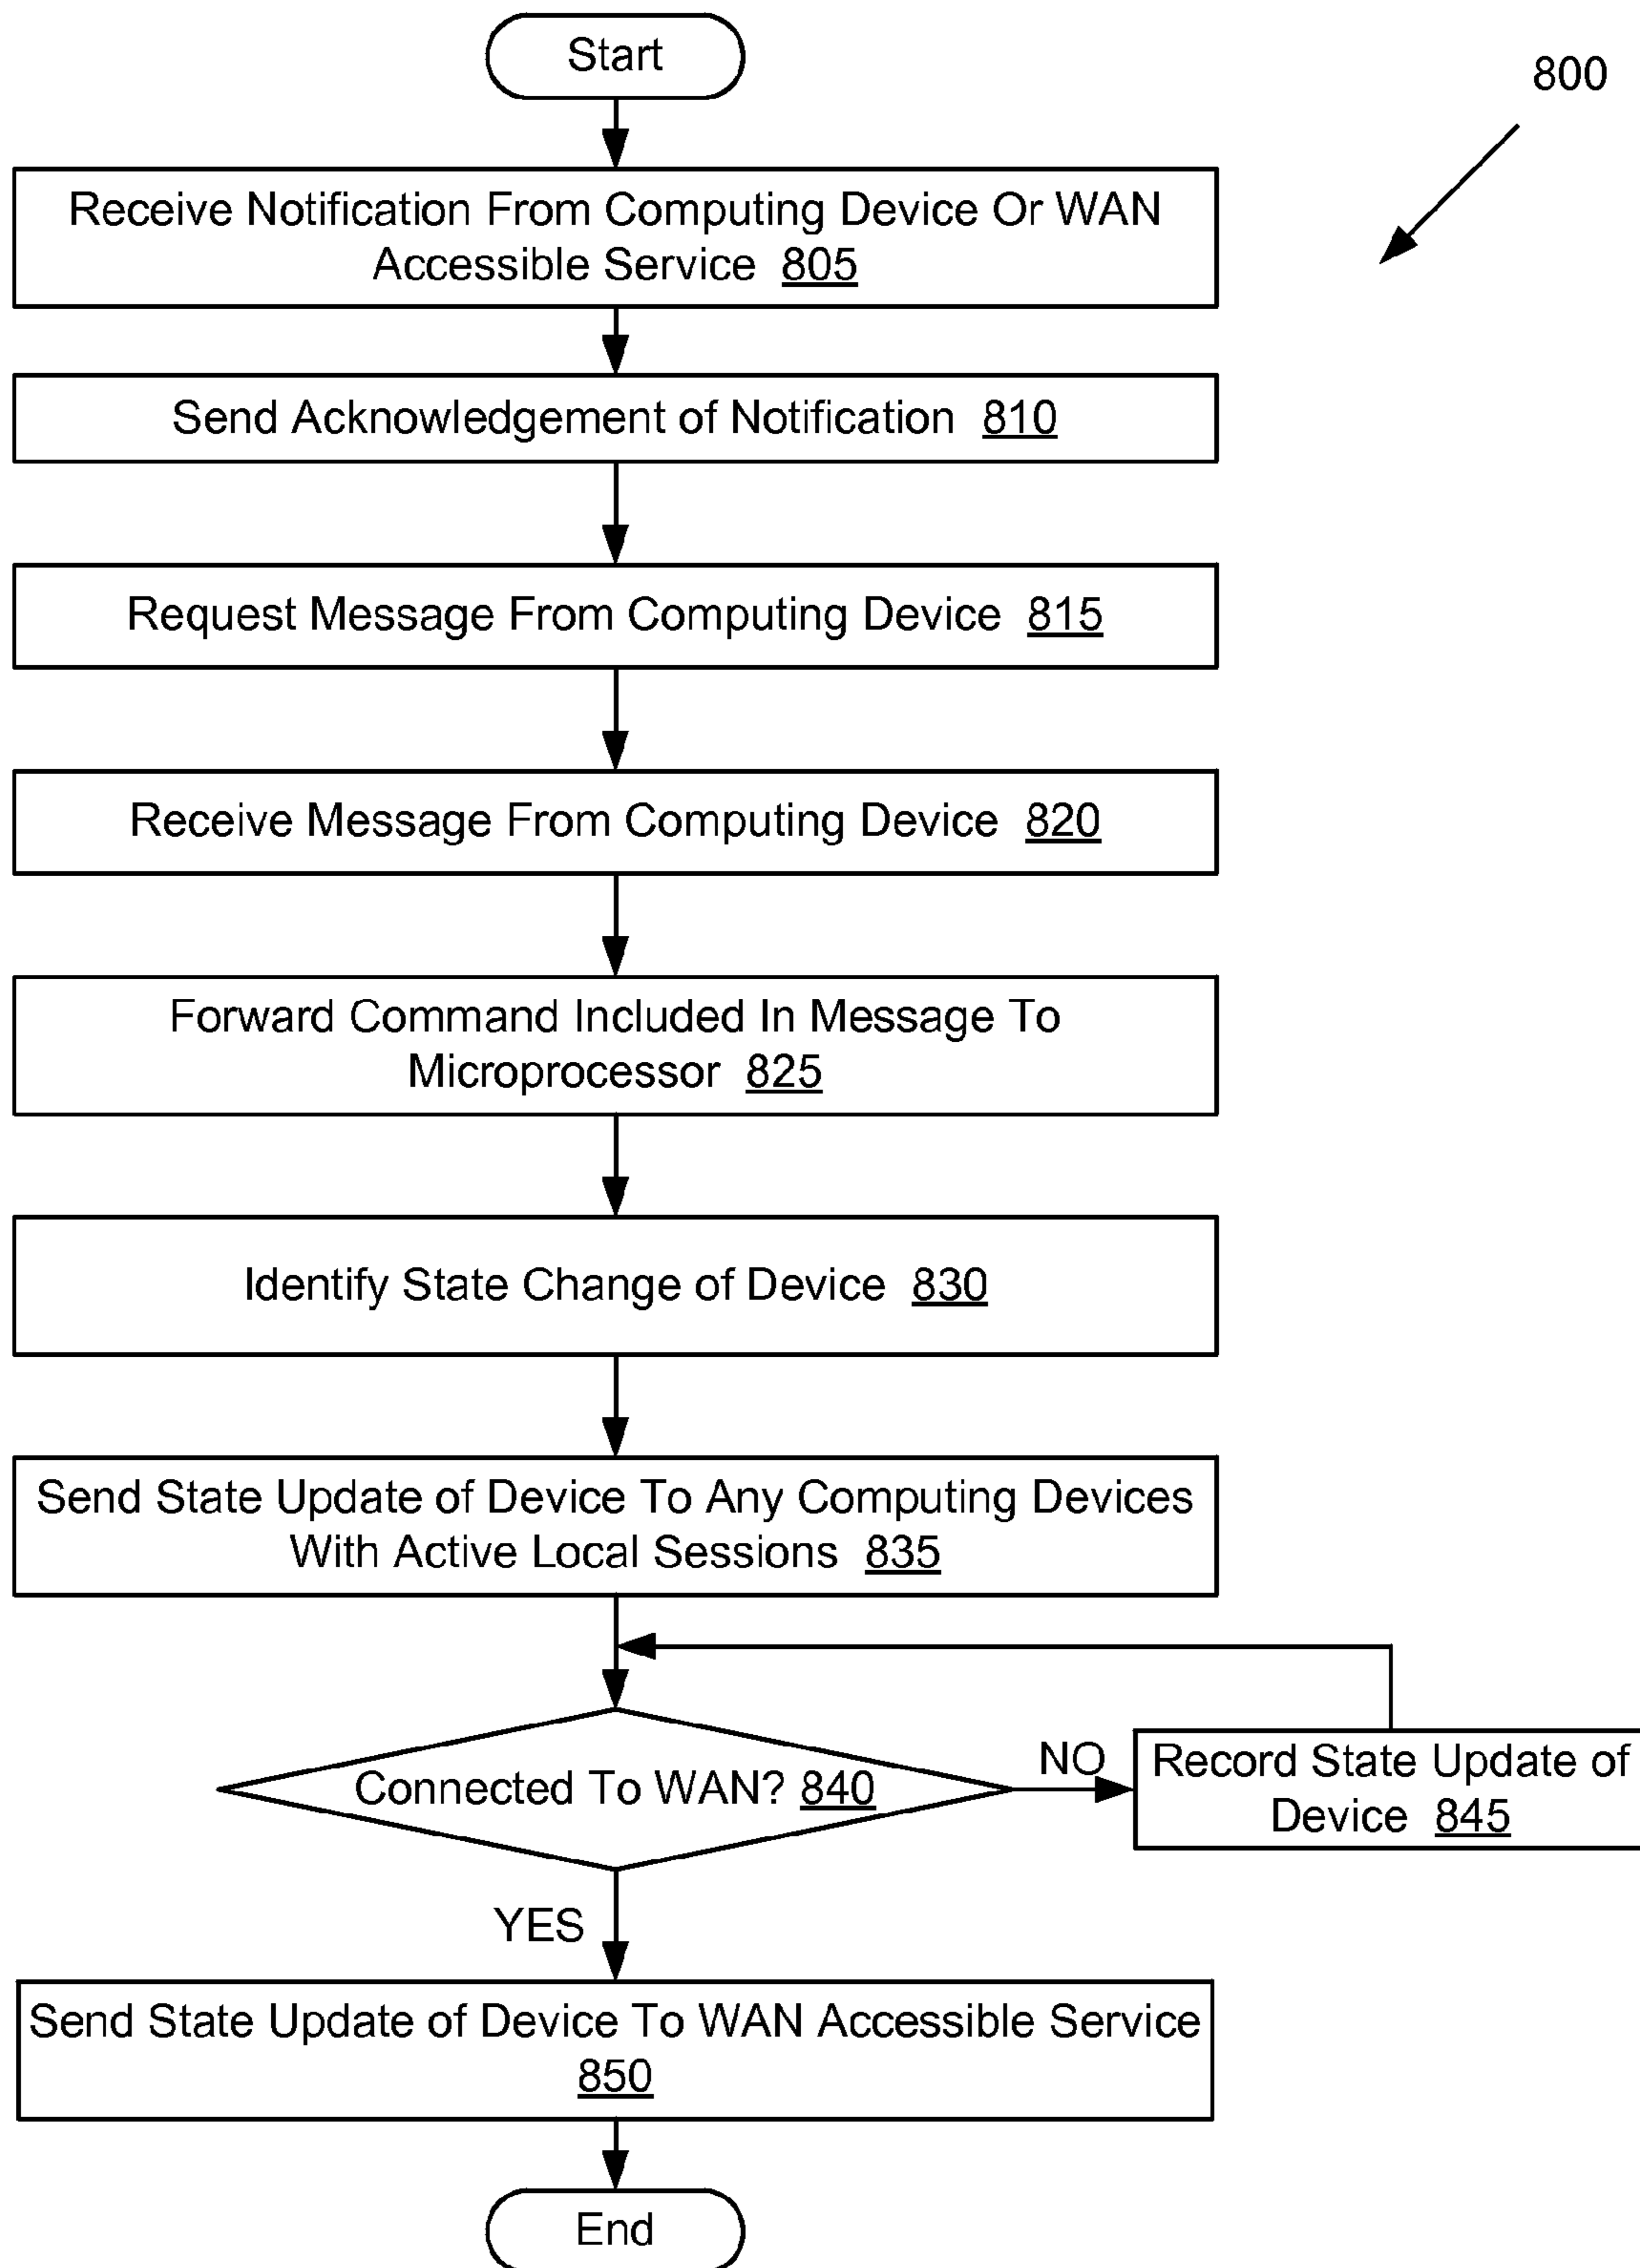 Start
800
Receive Notification From Computing Device Or WAN
Accessible Service 805
Send Acknowledgement of Notification 810
Request Message From Computing Device 815
Receive Message From Computing Device 820
Forward Command Included In Message To
Microprocessor 825
Identify State Change of Device 830
Send State Update of Device To Any Computing Devices
With Active Local Sessions 835
Connected To WAN? 840
NO
Record State Update of
Device 845
YES
Send State Update of Device To WAN Accessible Service
850
End